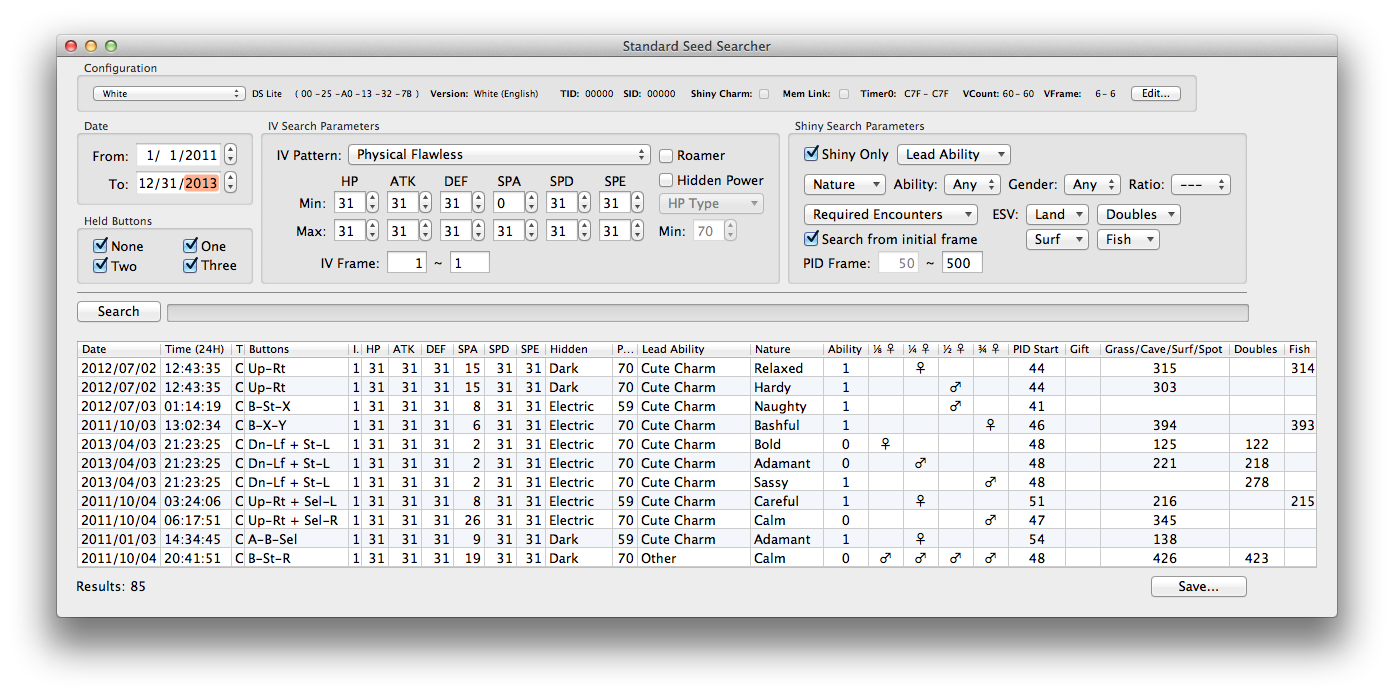 Standard Seed Searcher
Configuration
White DS Lite ( 00 -25 -A0 -13 -32 -78 ) Version: White (English) TID: 00000 SID: 00000 Shiny Charm: Mem Link: Timer0: C7F - C7F VCount: 60 - 60 VFrame: 6 - 6 Edit...
Date
From: 1/ 1/2011
To: 12/31/2013
Held Buttons
None One
Two Three
IV Search Parameters
IV Pattern: Physical Flawless Roamer
HP ATK DEF SPA SPD SPE Hidden Power
Min: 31 31 31 0 31 31 HP Type
Max: 31 31 31 31 31 31 Min: 70
IV Frame: 1 ~ 1
Shiny Search Parameters
Shiny Only Lead Ability
Nature Ability: Any Gender: Any Ratio: ---
Required Encounters ESV: Land Doubles
Search from initial frame Surf Fish
PID Frame: 50 ~ 500
Search
Date Time (24H) T Buttons I. HP ATK DEF SPA SPD SPE Hidden P... Lead Ability Nature Ability ⅛ ♀ ¼ ♀ ½ ♀ ¾ ♀ PID Start Gift Grass/Cave/Surf/Spot Doubles Fish
2012/07/02 12:43:35 C Up-Rt 1 31 31 31 15 31 31 Dark 70 Cute Charm Relaxed 1 ♀ 44 315 314
2012/07/02 12:43:35 C Up-Rt 1 31 31 31 15 31 31 Dark 70 Cute Charm Hardy 1 ♂ 44 303
2012/07/03 01:14:19 C B-St-X 1 31 31 31 8 31 31 Electric 59 Cute Charm Naughty 1 ♂ 41
2011/10/03 13:02:34 C B-X-Y 1 31 31 31 6 31 31 Electric 70 Cute Charm Bashful 1 ♀ 46 394 393
2013/04/03 21:23:25 C Dn-Lf + St-L 1 31 31 31 2 31 31 Electric 70 Cute Charm Bold 0 ♀ 48 125 122
2013/04/03 21:23:25 C Dn-Lf + St-L 1 31 31 31 2 31 31 Electric 70 Cute Charm Adamant 0 ♂ 48 221 218
2013/04/03 21:23:25 C Dn-Lf + St-L 1 31 31 31 2 31 31 Electric 70 Cute Charm Sassy 1 ♂ 48 278
2011/10/04 03:24:06 C Up-Rt + Sel-L 1 31 31 31 8 31 31 Electric 59 Cute Charm Careful 1 ♀ 51 216 215
2011/10/04 06:17:51 C Up-Rt + Sel-R 1 31 31 31 26 31 31 Electric 70 Cute Charm Calm 0 ♂ 47 345
2011/01/03 14:34:45 C A-B-Sel 1 31 31 31 9 31 31 Dark 59 Cute Charm Adamant 1 ♀ 54 138
2011/10/04 20:41:51 C B-St-R 1 31 31 31 19 31 31 Dark 70 Other Calm 0 ♂ ♂ ♂ ♂ 48 426 423
Results: 85 Save...